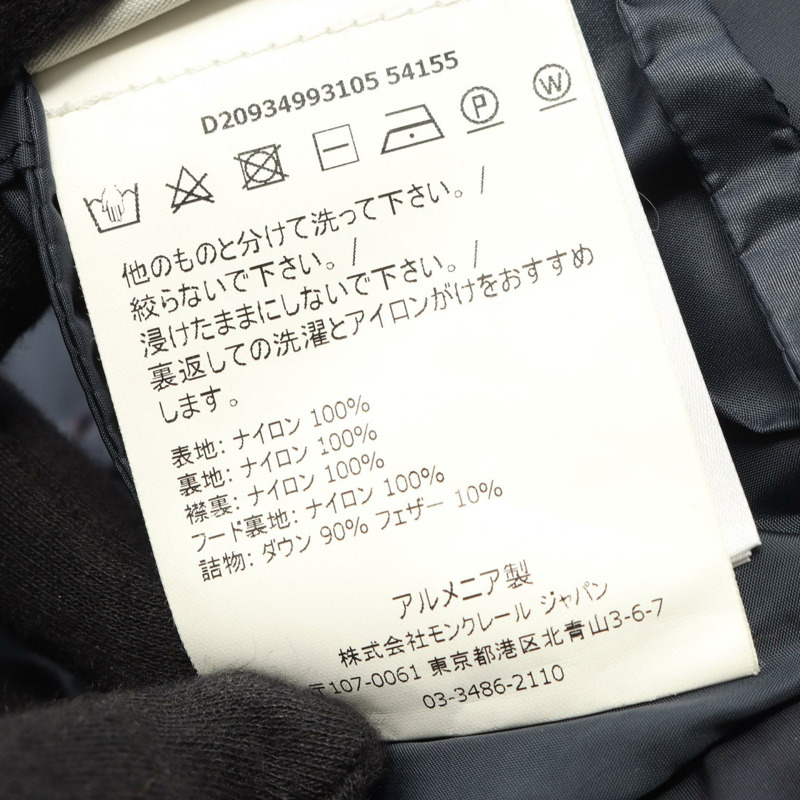 D20934993105 54155
P W
他のものと分けて洗って下さい。/
絞らないで下さい。/
浸けたままにしないで下さい。/
裏返しての洗濯とアイロンがけをおすすめ
します。
表地: ナイロン 100%
裏地: ナイロン 100%
襟裏: ナイロン 100%
フード裏地: ナイロン 100%
詰物: ダウン 90% フェザー 10%
アルメニア製
株式会社モンクレール ジャパン
〒107-0061 東京都港区北青山3-6-7
03-3486-2110